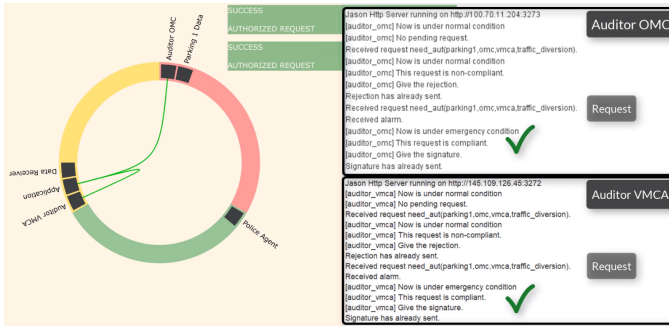 SUCCESS
AUTHORIZED REQUEST
SUCCESS
AUTHORIZED REQUEST
Auditor OMC
Parking 1 Data
Data Receiver
Application
Auditor VMCA
Police Agent
Jason Http Server running on http://100.70.11.204:3273
[auditor_omc] Now is under normal condition
[auditor_omc] No pending request.
Received request need_aut(parking1,omc,vmca,traffic_diversion).
[auditor_omc] Now is under normal condition
[auditor_omc] This request is non-compliant.
[auditor_omc] Give the rejection.
Rejection has already sent.
Received request need_aut(parking1,omc,vmca,traffic_diversion).
Received alarm.
[auditor_omc] Now is under emergency condition
[auditor_omc] This request is compliant.
[auditor_omc] Give the signature.
Signature has already sent.
Auditor OMC
Request
Jason Http Server running on http://145.109.126.45:3272
[auditor_vmca] Now is under normal condition
[auditor_vmca] No pending request.
Received request need_aut(parking1,omc,vmca,traffic_diversion).
[auditor_vmca] Now is under normal condition
[auditor_vmca] This request is non-compliant.
[auditor_vmca] Give the rejection.
Rejection has already sent.
Received request need_aut(parking1,omc,vmca,traffic_diversion).
Received alarm.
[auditor_vmca] Now is under emergency condition
[auditor_vmca] This request is compliant.
[auditor_vmca] Give the signature.
Signature has already sent.
Auditor VMCA
Request